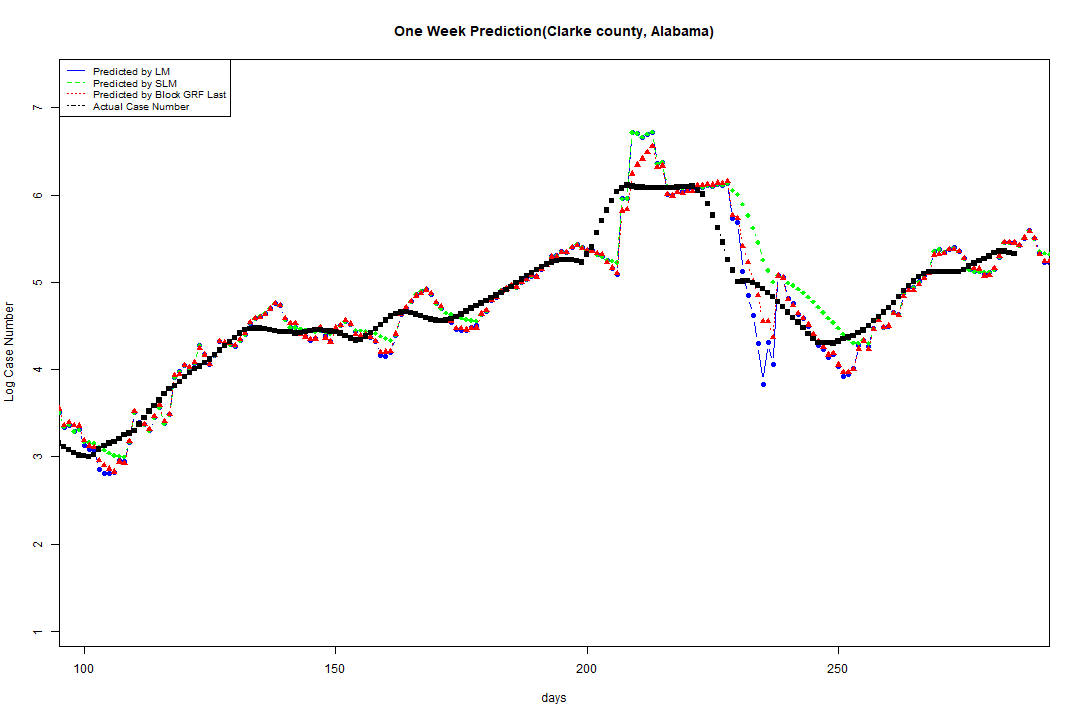 One Week Prediction(Clarke county, Alabama)
Predicted by LM
Predicted by SLM
Predicted by Block GRF Last
Actual Case Number
7
6
5
4
3
2
1
Log Case Number
100 150 200 250
days